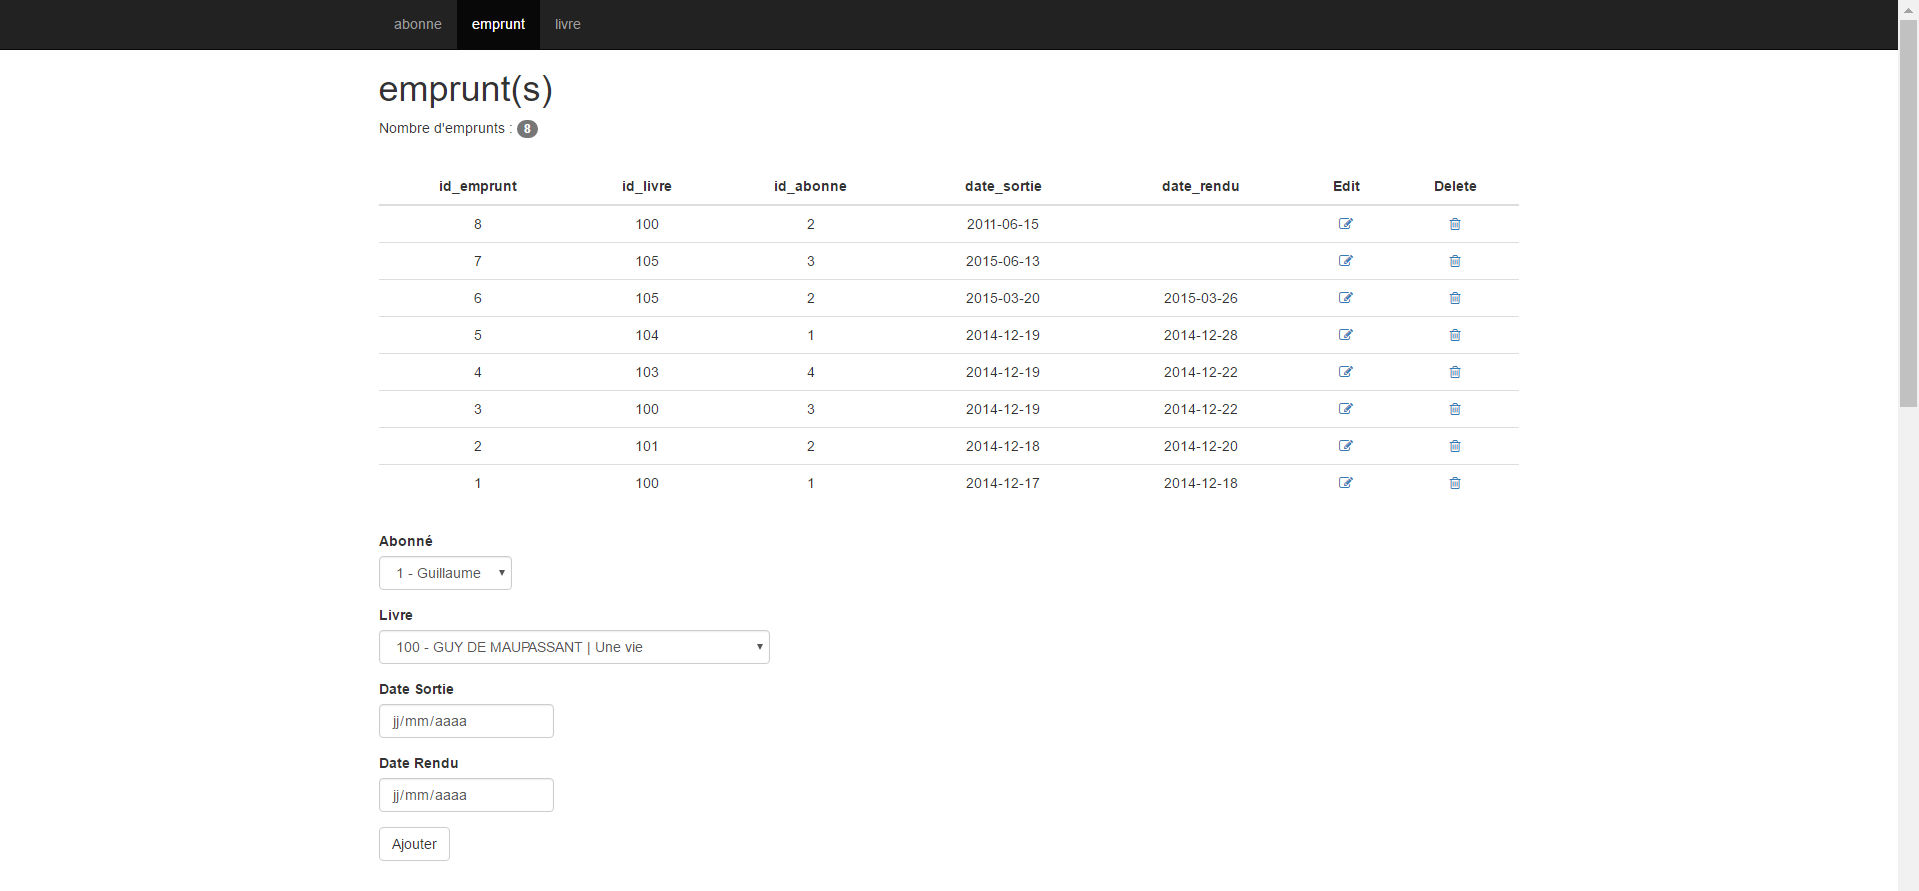 abonne emprunt livre
emprunt(s)
Nombre d'emprunts : 8
id_emprunt id_livre id_abonne date_sortie date_rendu Edit Delete
8 100 2 2011-06-15
7 105 3 2015-06-13
6 105 2 2015-03-20 2015-03-26
5 104 1 2014-12-19 2014-12-28
4 103 4 2014-12-19 2014-12-22
3 100 3 2014-12-19 2014-12-22
2 101 2 2014-12-18 2014-12-20
1 100 1 2014-12-17 2014-12-18
Abonné
1 - Guillaume
Livre
100 - GUY DE MAUPASSANT | Une vie
Date Sortie
jj/mm/aaaa
Date Rendu
jj/mm/aaaa
Ajouter